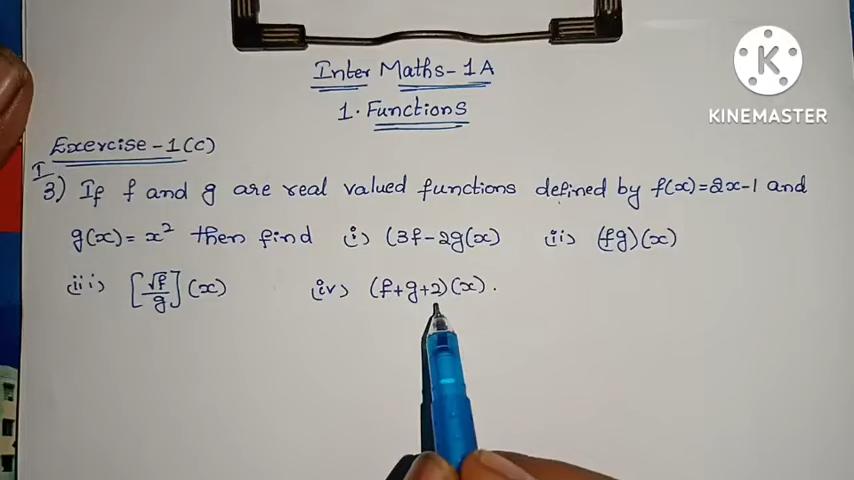 Inter Maths-1A
K
KINEMASTER
1. Functions
Exercise-1(c)
I
3) If f and g are real valued functions defined by f(x)=2x-1 and
g(x)= x² then find i) (3f-2g(x) ii) (fg)(x)
iii) [√f/g](x) iv) (f+g+2)(x).